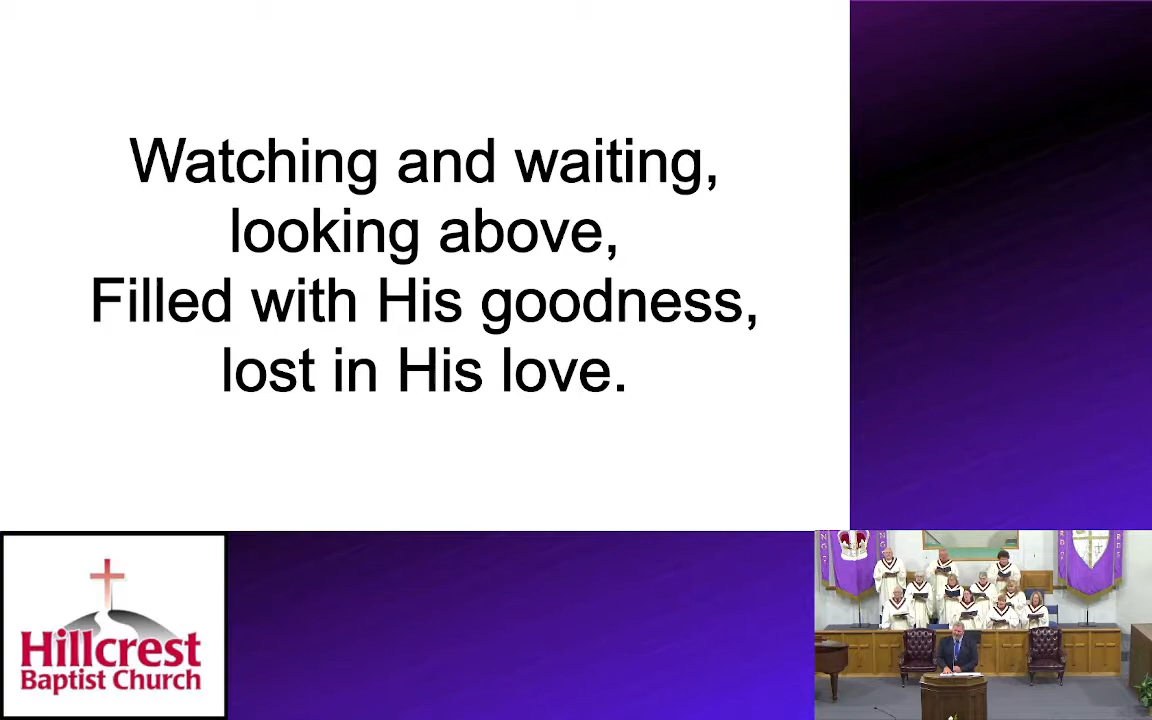 Watching and waiting,
looking above,
Filled with His goodness,
lost in His love.
Hillcrest
Baptist Church